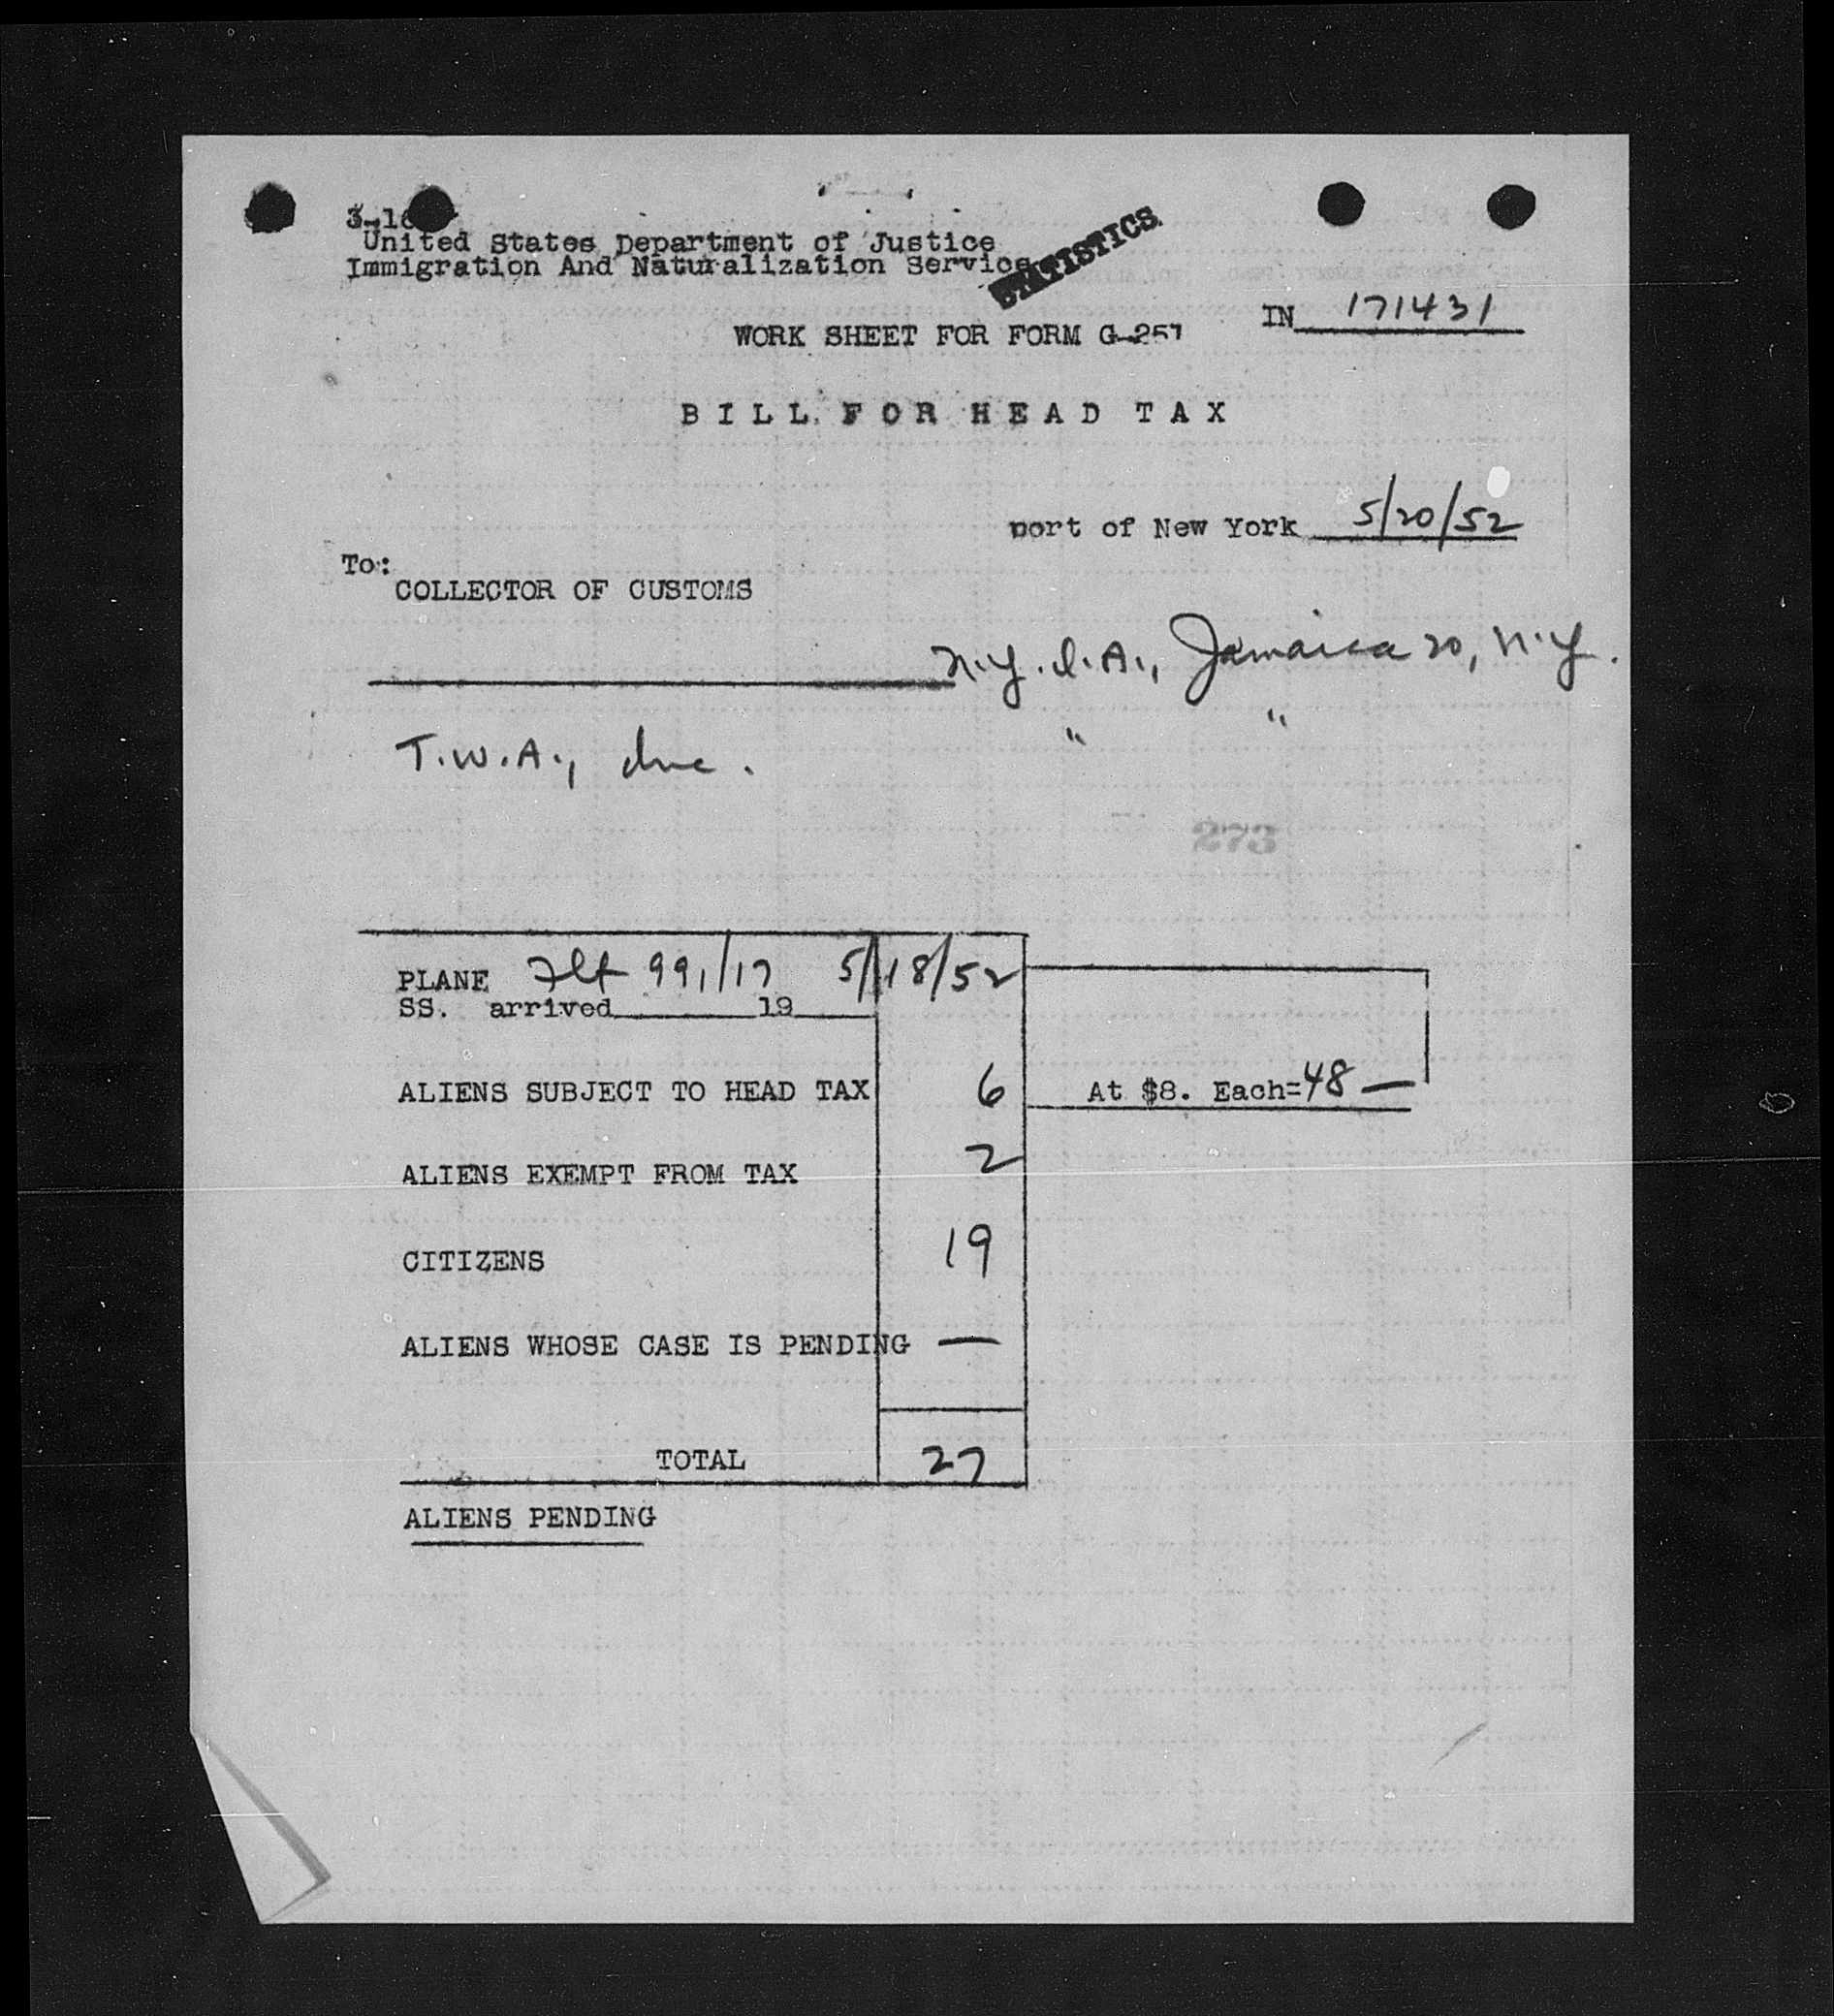 3-16
United States Department of Justice
Immigration And Naturalization Service
STATISTICS
IN 171431
WORK SHEET FOR FORM G-257
BILL FOR HEAD TAX
port of New York 5/20/52
To:
COLLECTOR OF CUSTOMS
N.Y.I.A., Jamaica 20, N.Y.
" "
T.W.A., Inc.
273
PLANE Flt 991/17 5/18/52
SS. arrived 19
ALIENS SUBJECT TO HEAD TAX 6 At $8. Each=48 —
ALIENS EXEMPT FROM TAX 2
CITIZENS 19
ALIENS WHOSE CASE IS PENDING —
TOTAL 27
ALIENS PENDING